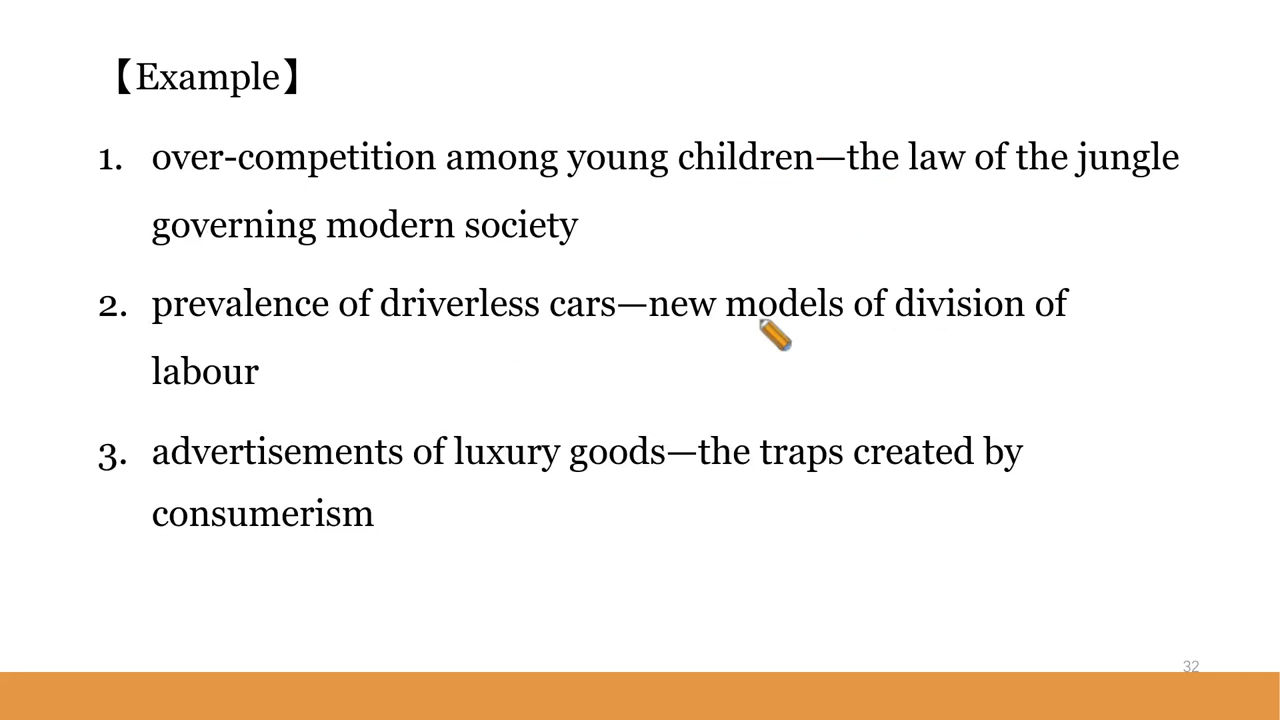 【Example】
1. over-competition among young children—the law of the jungle
governing modern society
2. prevalence of driverless cars—new models of division of
labour
3. advertisements of luxury goods—the traps created by
consumerism
32